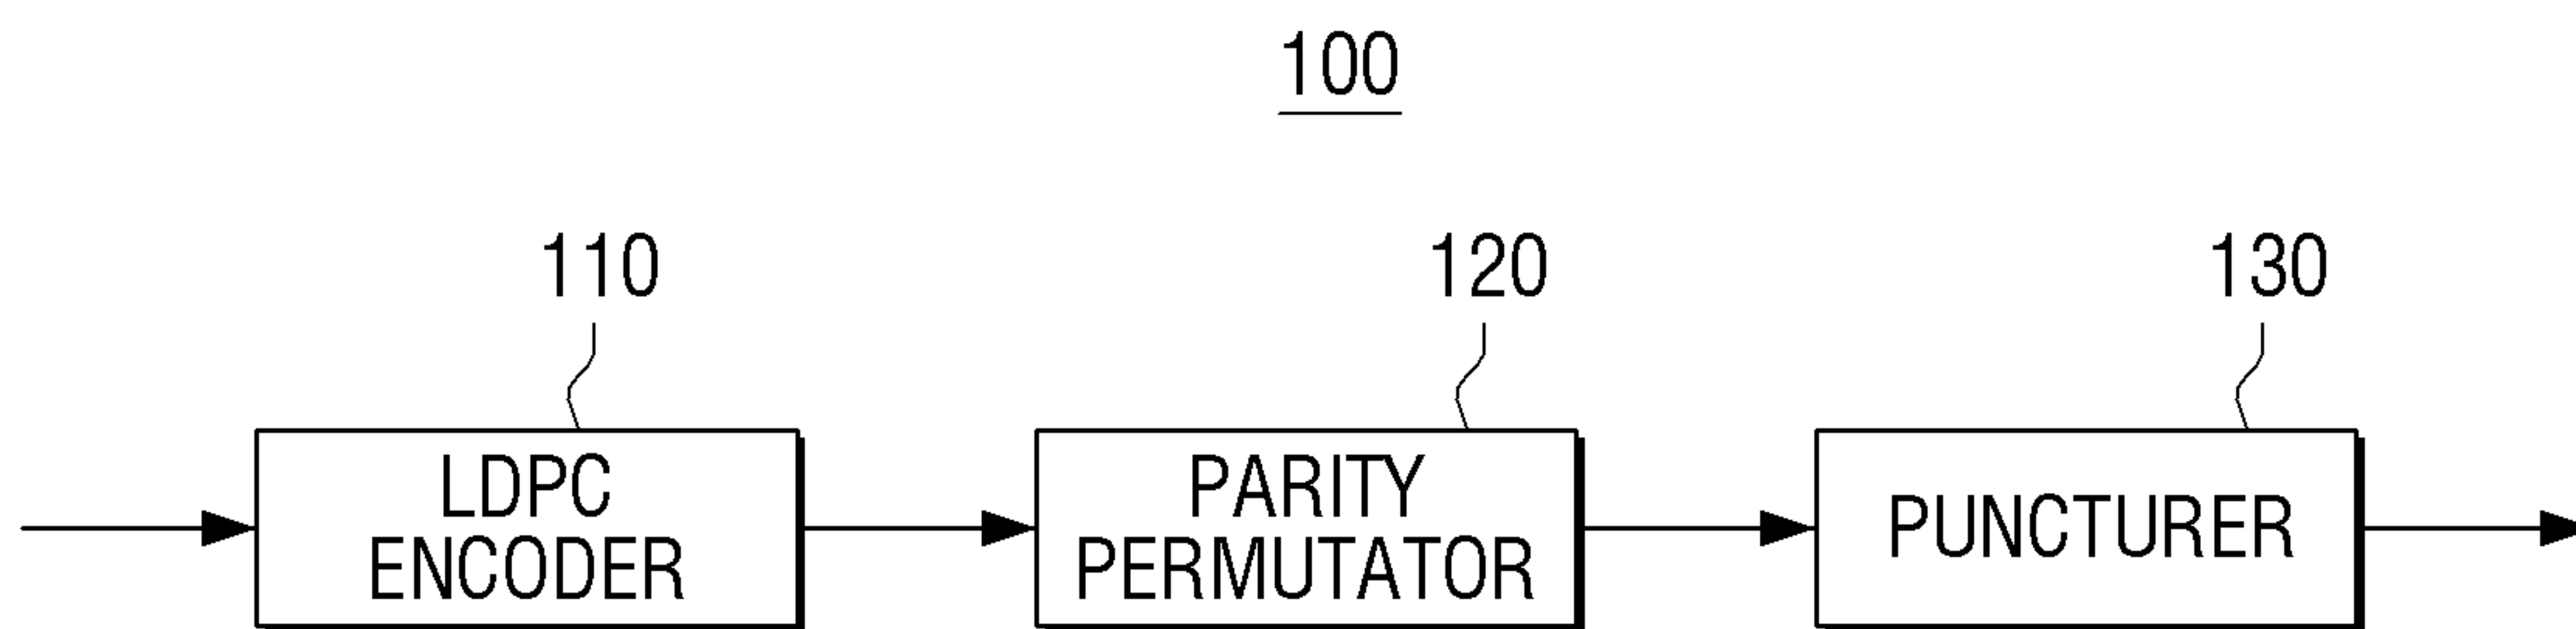 100
110
120
130
LDPC
ENCODER
PARITY
PERMUTATOR
PUNCTURER